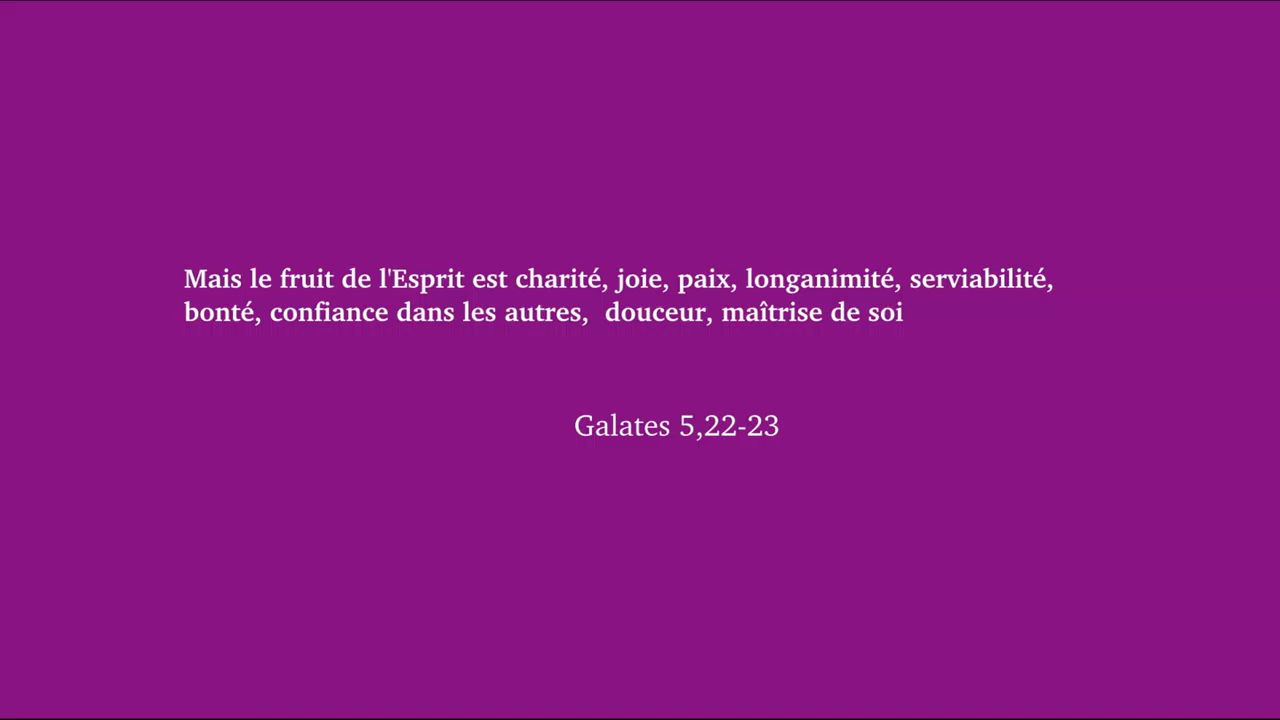 Mais le fruit de l'Esprit est charité, joie, paix, longanimité, serviabilité,
bonté, confiance dans les autres,  douceur, maîtrise de soi
Galates 5,22-23